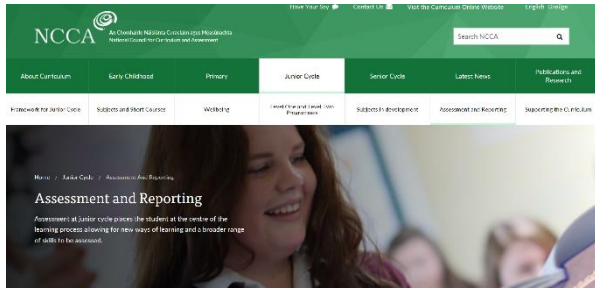 Have Your Say Contact Us Visit the Curriculum Online Website English Gaeilge
NCCA
An Chomhairle Náisiúnta Curaclaim agus Measúnachta
National Council for Curriculum and Assessment
Search NCCA
About Curriculum Early Childhood Primary Junior Cycle Senior Cycle Latest News Publications and Research
Framework for Junior Cycle Subjects and Short Courses Wellbeing Level One and Level Two Programmes Subjects in development Assessment and Reporting Supporting the Curriculum
Home / Junior Cycle / Assessment And Reporting
Assessment and Reporting
Assessment at junior cycle places the student at the centre of the
learning process allowing for new ways of learning and a broader range
of skills to be assessed.